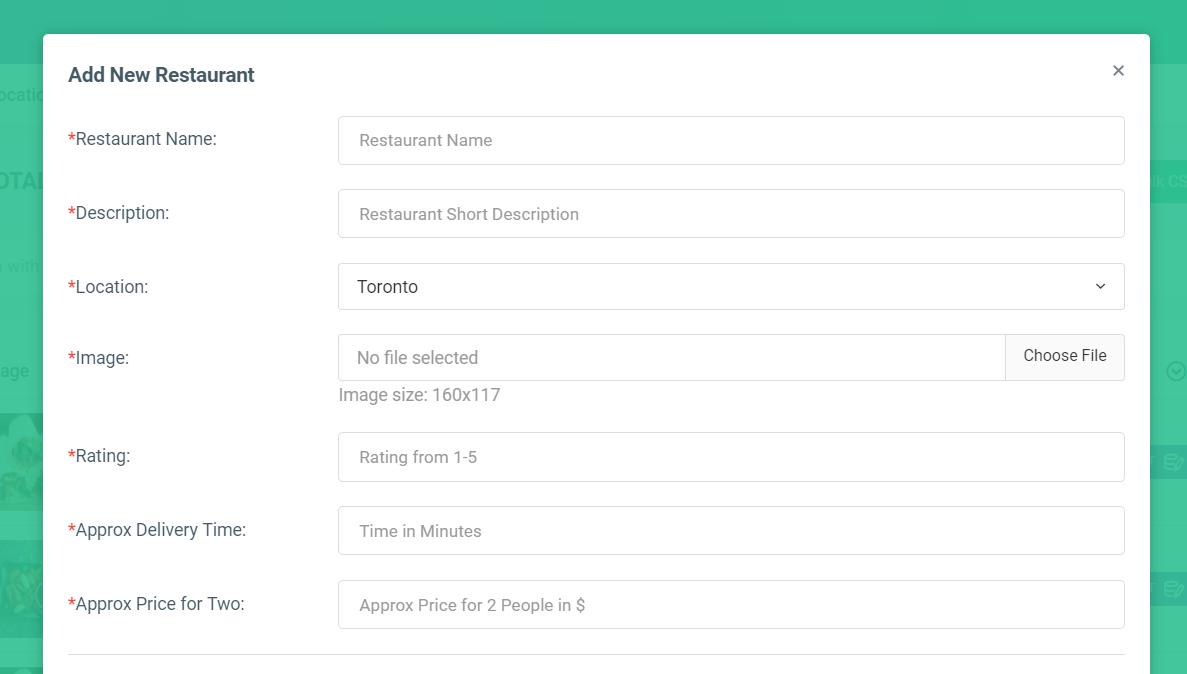 Add New Restaurant ×
*Restaurant Name: Restaurant Name
*Description: Restaurant Short Description
*Location: Toronto
*Image: No file selected Choose File
Image size: 160x117
*Rating: Rating from 1-5
*Approx Delivery Time: Time in Minutes
*Approx Price for Two: Approx Price for 2 People in $